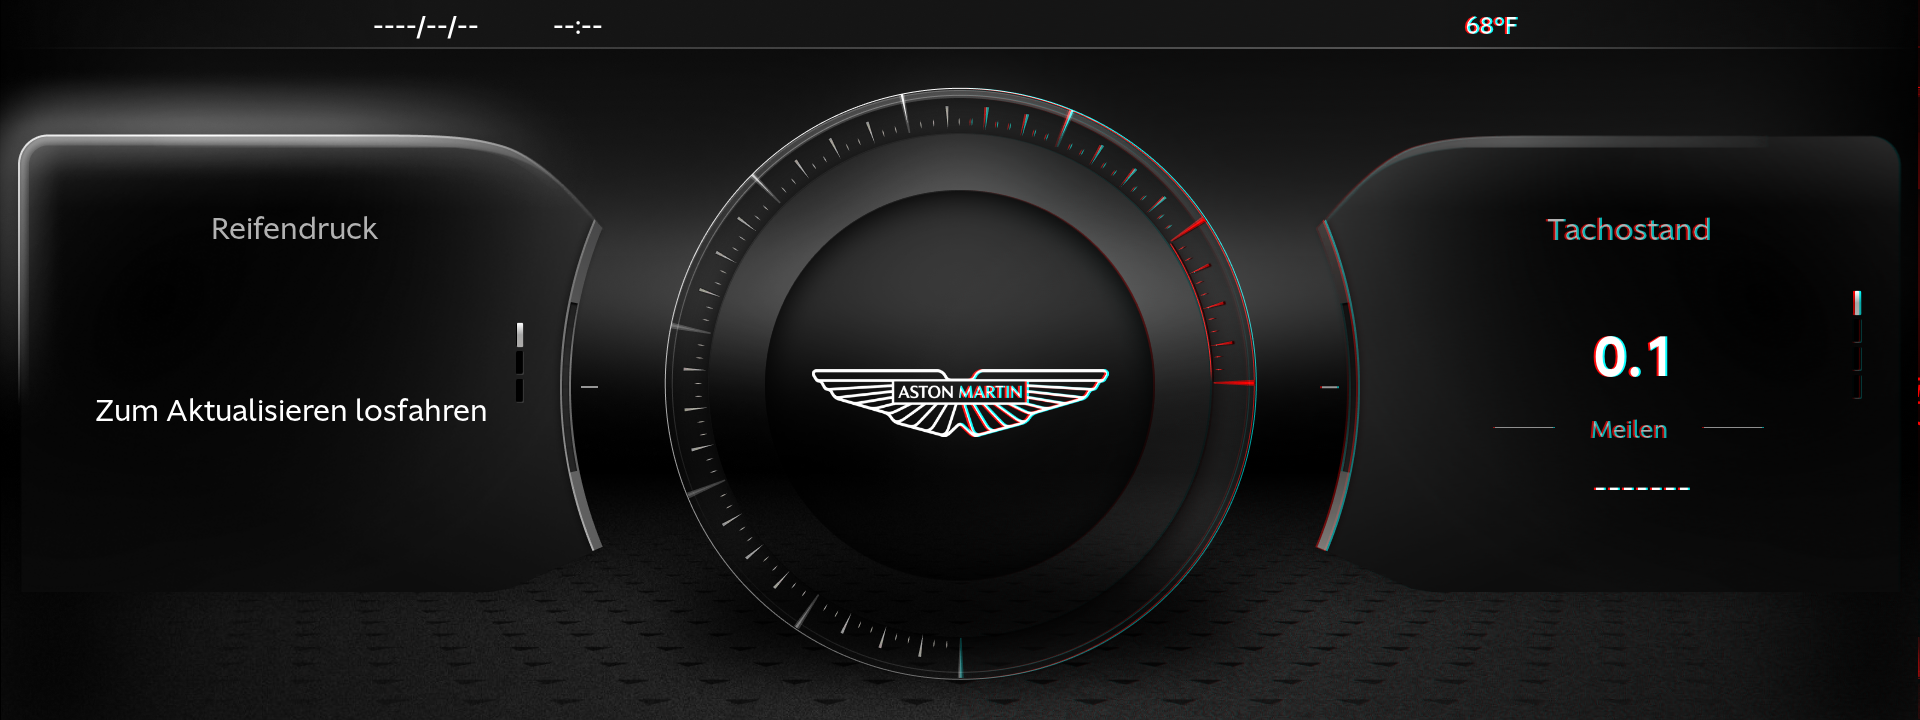 ----/--/-- --:-- 68°F
Reifendruck
Zum Aktualisieren losfahren
ASTON MARTIN
Tachostand
0.1
Meilen
-------